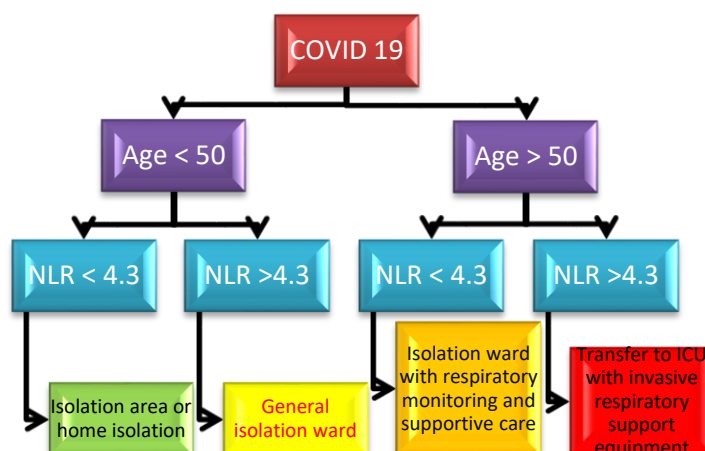 COVID 19
Age < 50
Age > 50
NLR < 4.3
NLR >4.3
NLR < 4.3
NLR >4.3
Isolation area or
home isolation
General
isolation ward
Isolation ward
with respiratory
monitoring and
supportive care
Transfer to ICU
with invasive
respiratory
support
equipment